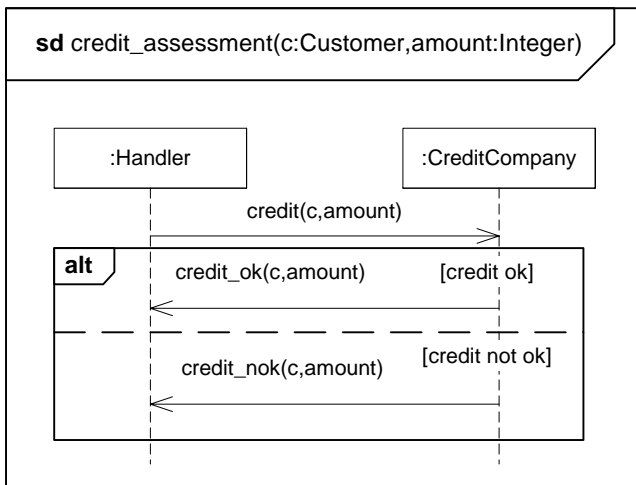 sd credit_assessment(c:Customer,amount:Integer)
:Handler
:CreditCompany
credit(c,amount)
alt
credit_ok(c,amount)
[credit ok]
[credit not ok]
credit_nok(c,amount)